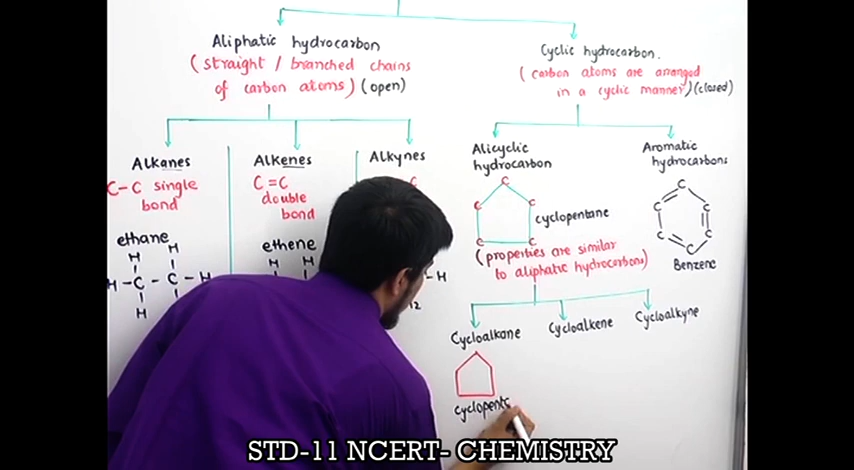 Aliphatic hydrocarbon
(straight / branched chains
of carbon atoms) (open)
Cyclic hydrocarbon.
(carbon atoms are arranged
in a cyclic manner) (closed)
Alkanes
C-C single
bond
ethane
H H
H-C-C-H
H
Alkenes
C=C
double
bond
ethene
H H
Alkynes
C
-H
Alicyclic
hydrocarbon
C
C C
C C
cyclopentane
(properties are similar
to aliphatic hydrocarbons)
Aromatic
hydrocarbons
C
C C
C C
C
Benzene
Cycloalkane
Cycloalkene
Cycloalkyne
cyclopent
STD-11 NCERT- CHEMISTRY